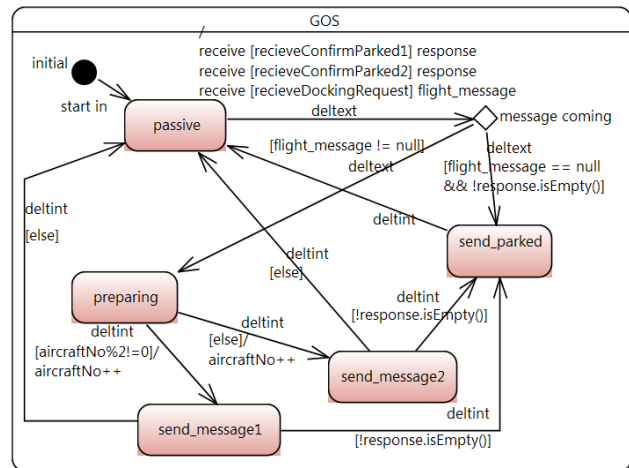 GOS
/
receive [recieveConfirmParked1] response
initial
receive [recieveConfirmParked2] response
receive [recieveDockingRequest] flight_message
start in
deltext
message coming
passive
[flight_message != null]
deltext
deltext
[flight_message == null
&& !response.isEmpty()]
deltint
[else]
deltint
send_parked
deltint
[else]
preparing
deltint
[!response.isEmpty()]
deltint
[aircraftNo%2!=0]/
aircraftNo++
deltint
[else]/
aircraftNo++
send_message2
deltint
send_message1
[!response.isEmpty()]